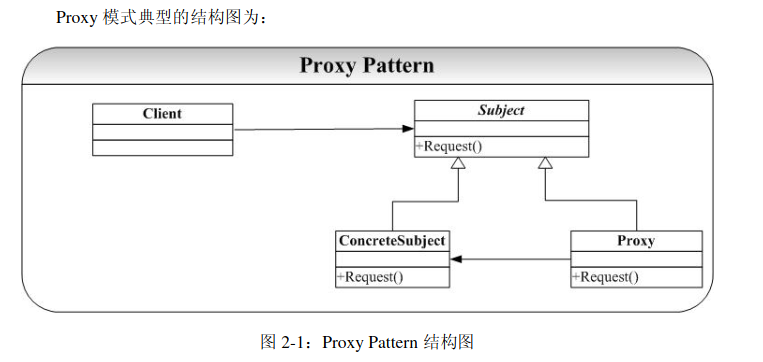 Proxy 模式典型的结构图为：
Proxy Pattern
Client
Subject
+Request()
ConcreteSubject
+Request()
Proxy
+Request()
图 2-1：Proxy Pattern 结构图